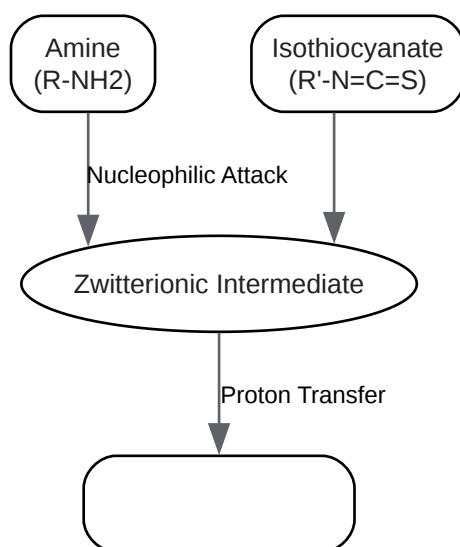 Amine
(R-NH2)
Isothiocyanate
(R'-N=C=S)
Nucleophilic Attack
Zwitterionic Intermediate
Proton Transfer